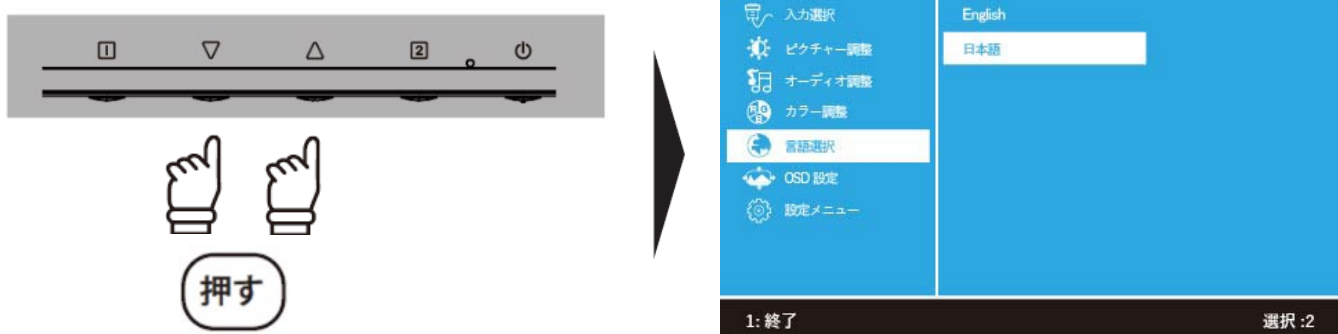 1
2
押す
入力選択
ピクチャー調整
オーディオ調整
カラー調整
言語選択
OSD 設定
設定メニュー
English
日本語
1: 終了
選択 :2